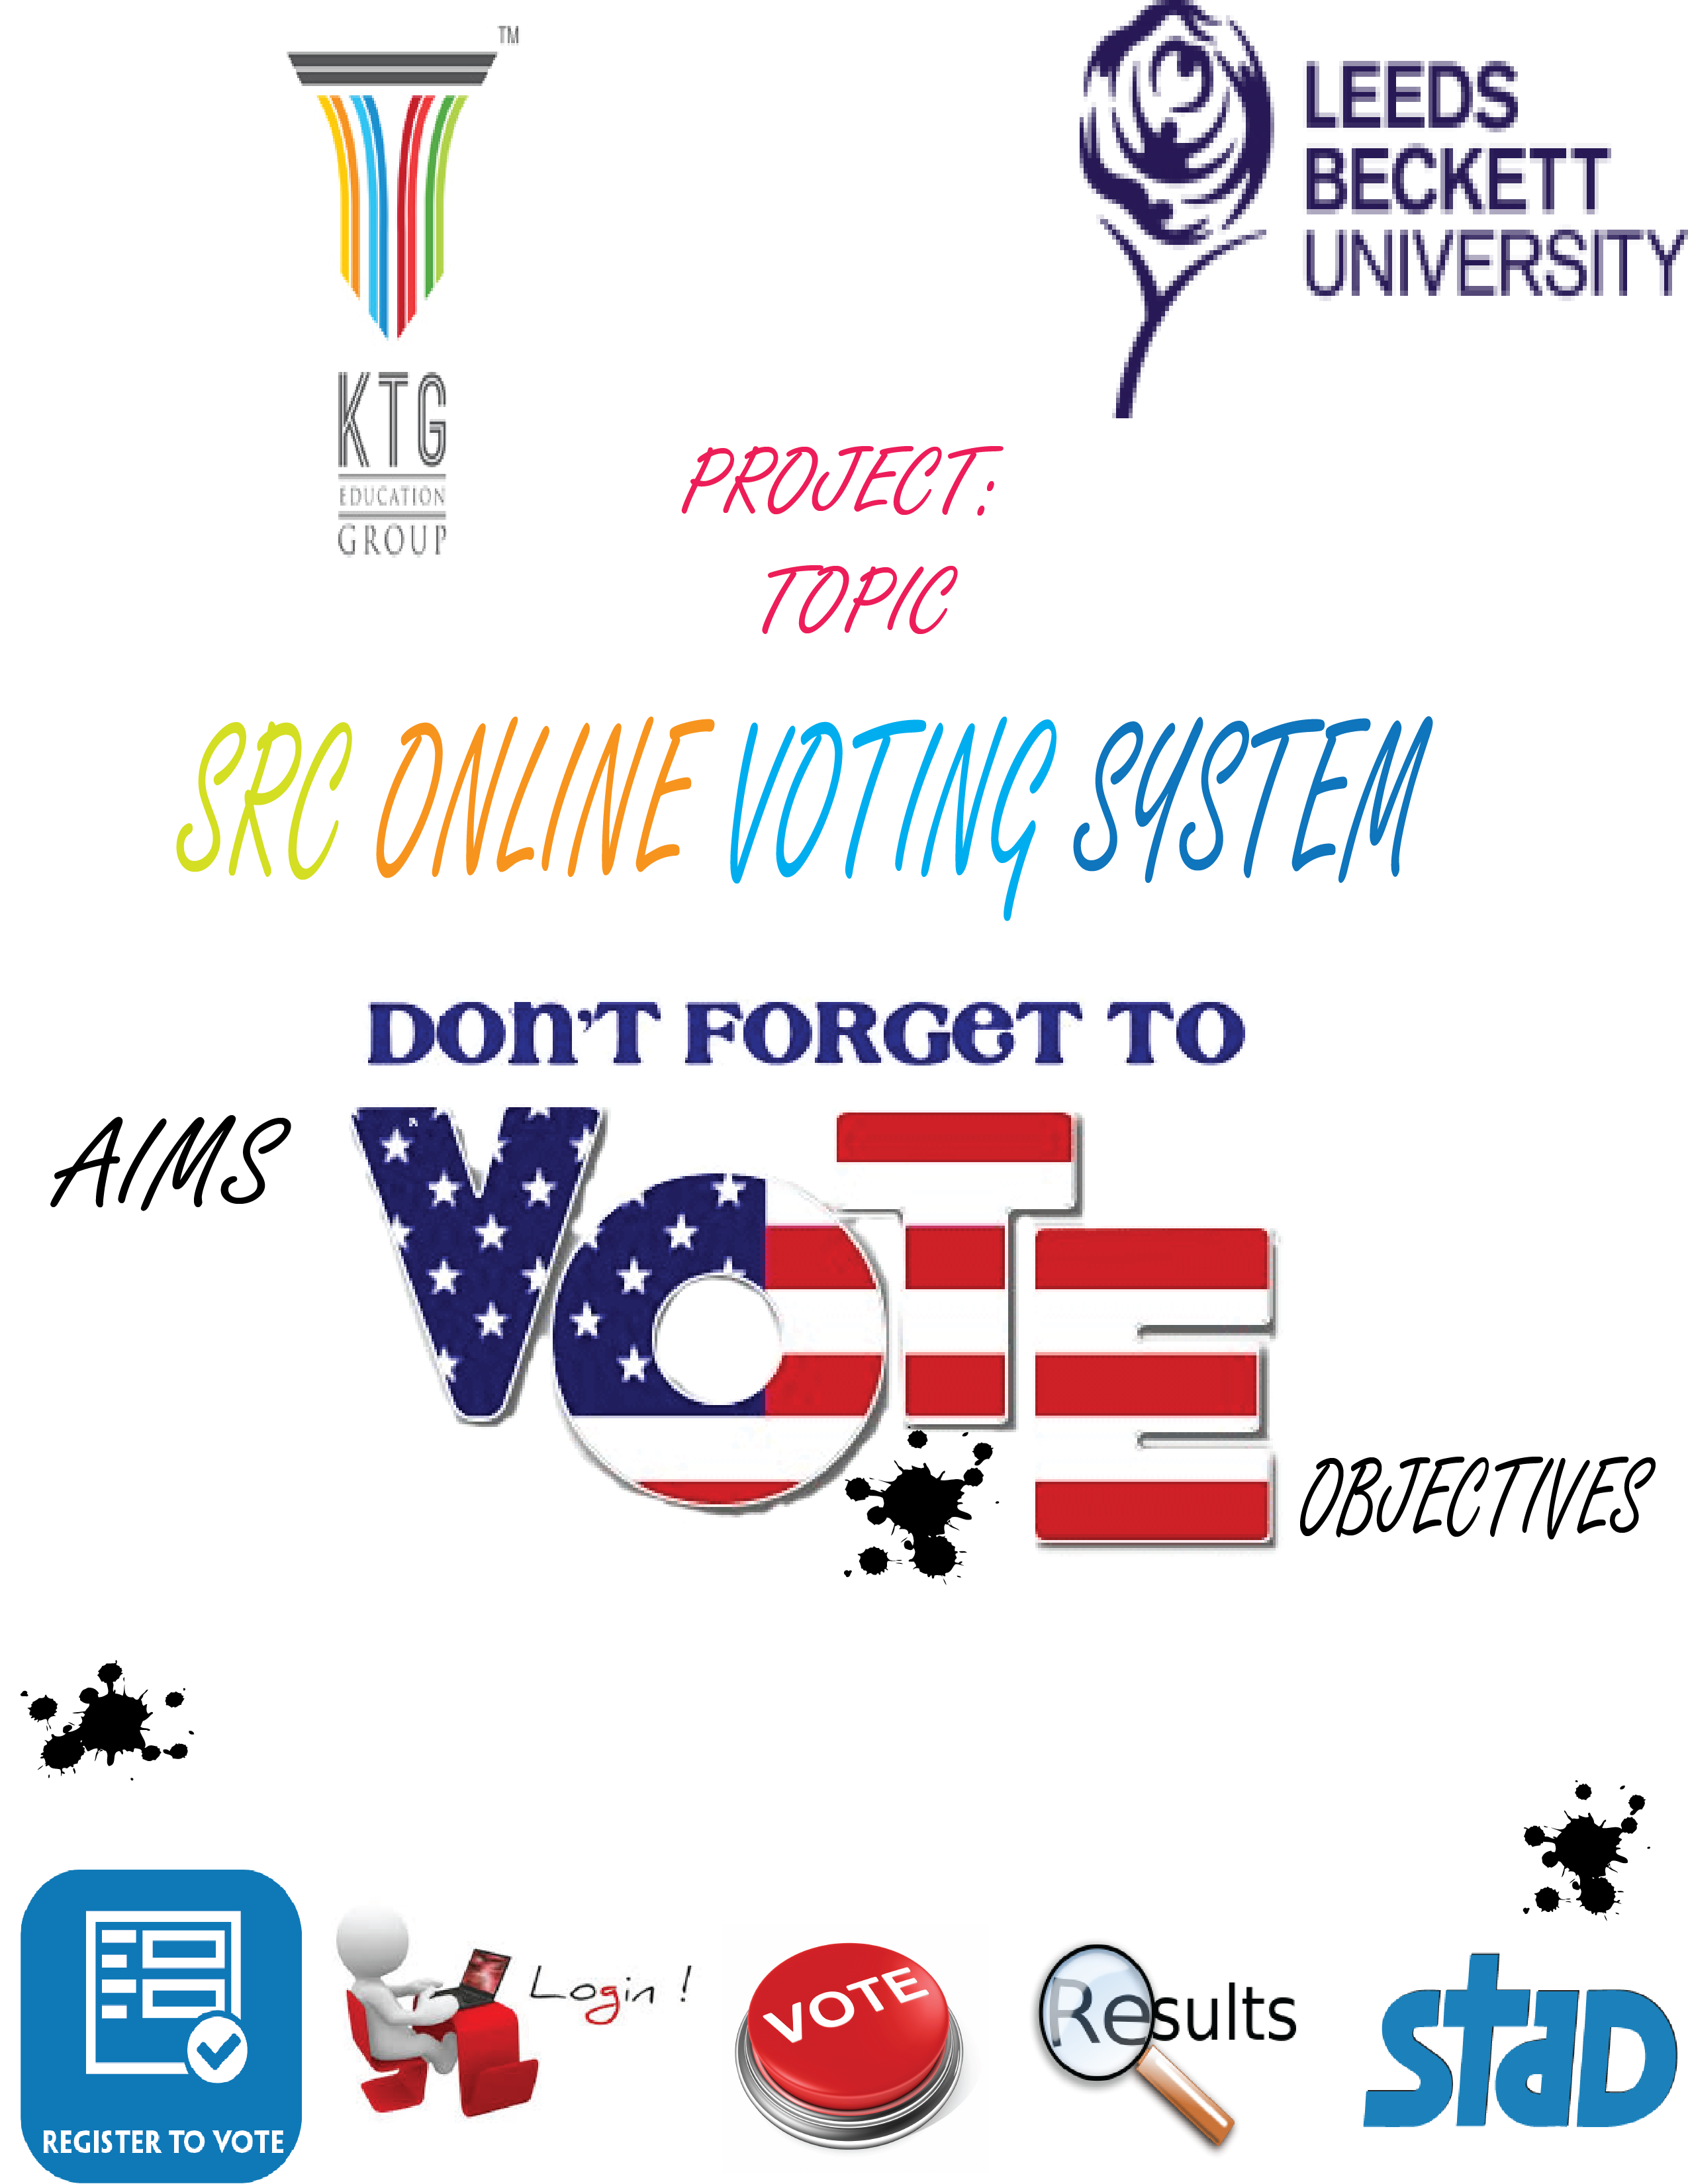 TM
KTG
EDUCATION
GROUP
LEEDS
BECKETT
UNIVERSITY
PROJECT:
TOPIC
SRC ONLINE VOTING SYSTEM
DON'T FORGET TO
VOTE
AIMS
OBJECTIVES
REGISTER TO VOTE
Login !
VOTE
Results
STAD